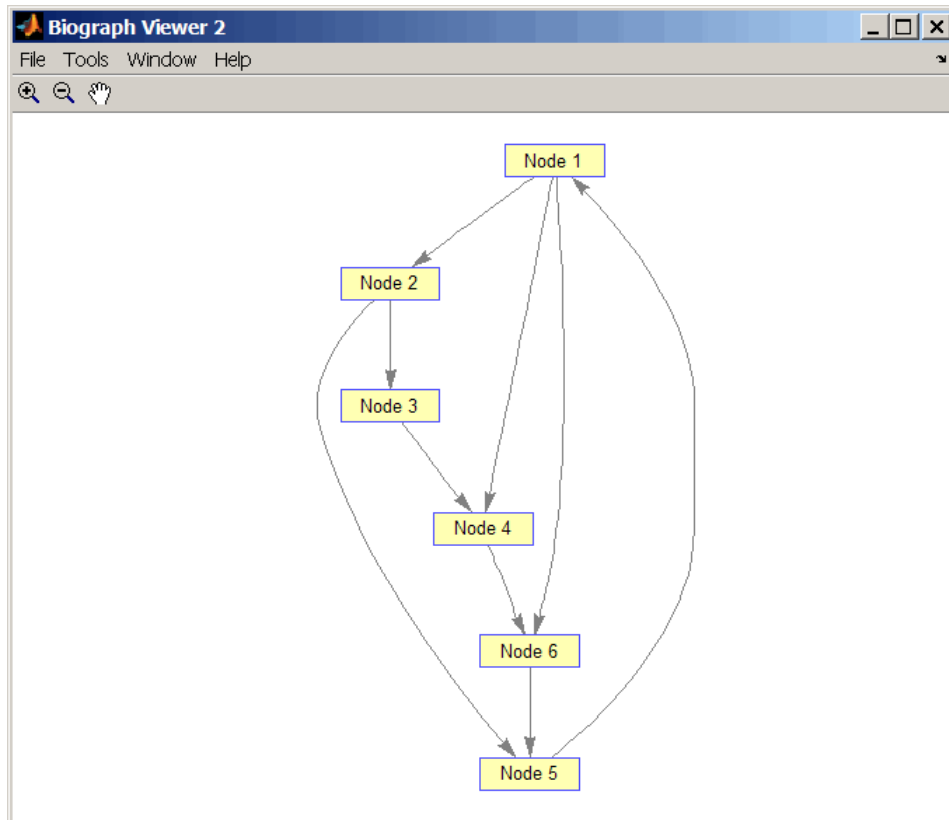 Biograph Viewer 2
File Tools Window Help
Node 1
Node 2
Node 3
Node 4
Node 6
Node 5